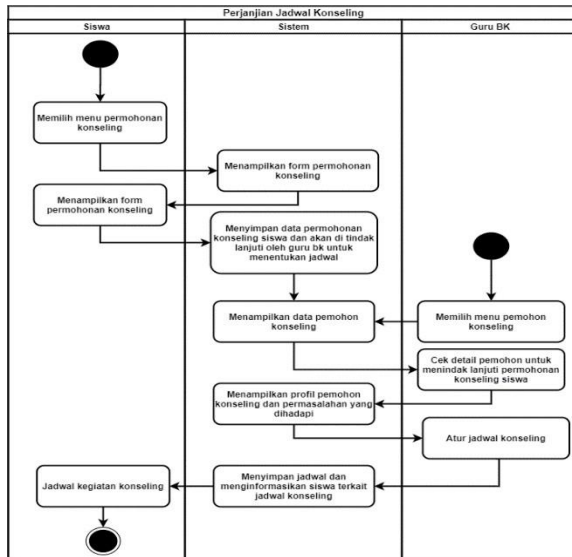 Perjanjian Jadwal Konseling
Siswa
Sistem
Guru BK
Memilih menu permohonan
konseling
Menampilkan form permohonan
konseling
Menampilkan form
permohonan konseling
Menyimpan data permohonan
konseling siswa dan akan di tindak
lanjuti oleh guru bk untuk
menentukan jadwal
Menampilkan data pemohon
konseling
Memilih menu pemohon
konseling
Cek detail pemohon untuk
menindak lanjuti permohonan
konseling siswa
Menampilkan profil pemohon
konseling dan permasalahan yang
dihadapi
Atur jadwal konseling
Menyimpan jadwal dan
menginformasikan siswa terkait
jadwal konseling
Jadwal kegiatan konseling